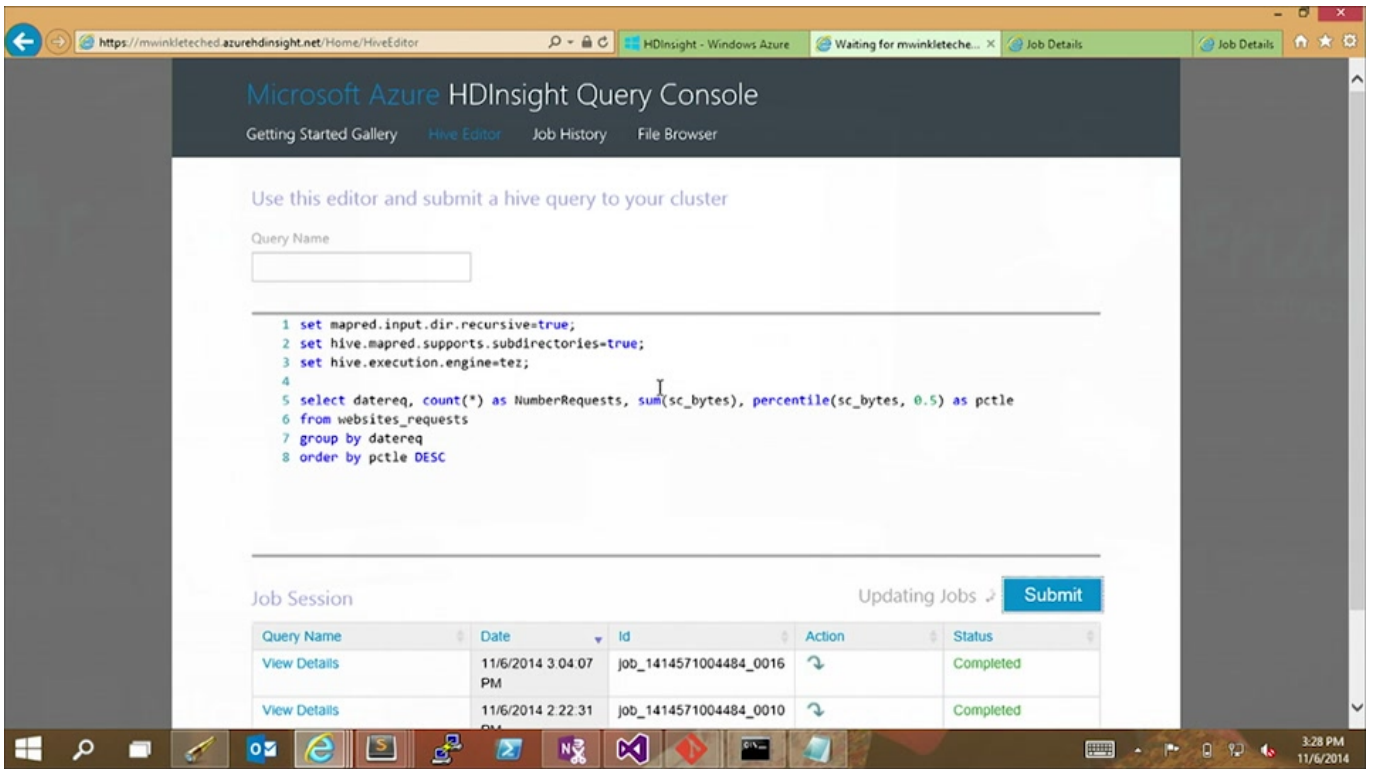 https://mwinkleteched.azurehdinsight.net/Home/HiveEditor
HDInsight - Windows Azure
Waiting for mwinkleteche...
Job Details
Job Details
Microsoft Azure HDInsight Query Console
Getting Started Gallery Hive Editor Job History File Browser
Use this editor and submit a hive query to your cluster
Query Name
1 set mapred.input.dir.recursive=true;
2 set hive.mapred.supports.subdirectories=true;
3 set hive.execution.engine=tez;
4
5 select datereq, count(*) as NumberRequests, sum(sc_bytes), percentile(sc_bytes, 0.5) as pctle
6 from websites_requests
7 group by datereq
8 order by pctle DESC
Job Session
Updating Jobs
Submit
Query Name Date Id Action Status
View Details 11/6/2014 3:04:07 PM job_1414571004484_0016 Completed
View Details 11/6/2014 2:22:31 PM job_1414571004484_0010 Completed
3:28 PM
11/6/2014